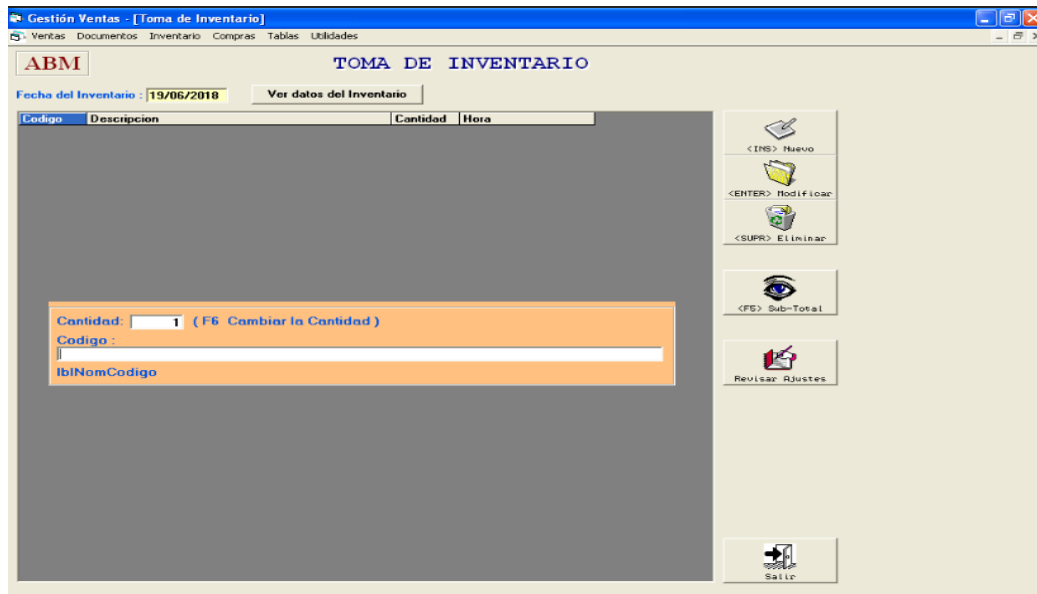 Gestión Ventas - [Toma de Inventario]
Ventas Documentos Inventario Compras Tablas Utilidades
ABM
TOMA DE INVENTARIO
Fecha del Inventario : 19/06/2018 Ver datos del Inventario
Codigo Descripcion Cantidad Hora
<INS> Nuevo
<ENTER> Modificar
<SUPR> Eliminar
<F5> Sub-Total
Cantidad: 1 ( F6 Cambiar la Cantidad )
Codigo :
lblNomCodigo
Revisar Ajustes
Salir